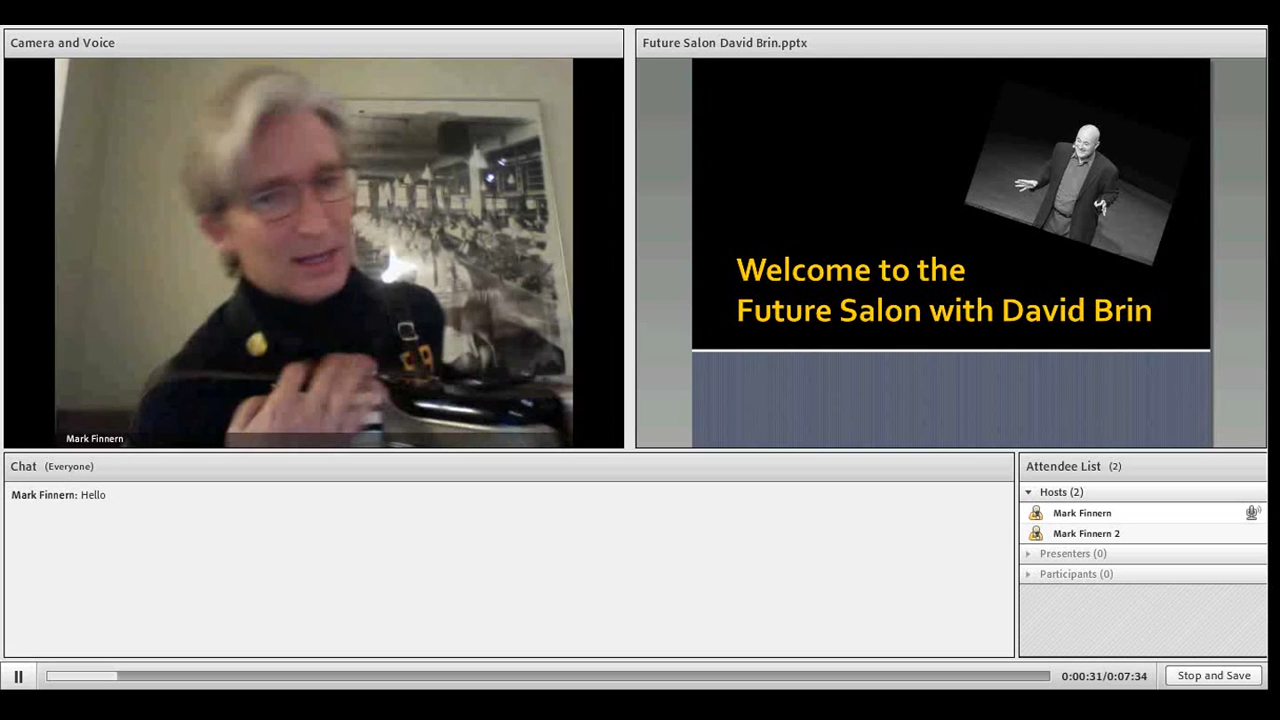 Camera and Voice
Mark Finnern
Future Salon David Brin.pptx
Welcome to the
Future Salon with David Brin
Chat (Everyone)
Mark Finnern: Hello
Attendee List (2)
Hosts (2)
Mark Finnern
Mark Finnern 2
Presenters (0)
Participants (0)
0:00:31/0:07:34
Stop and Save